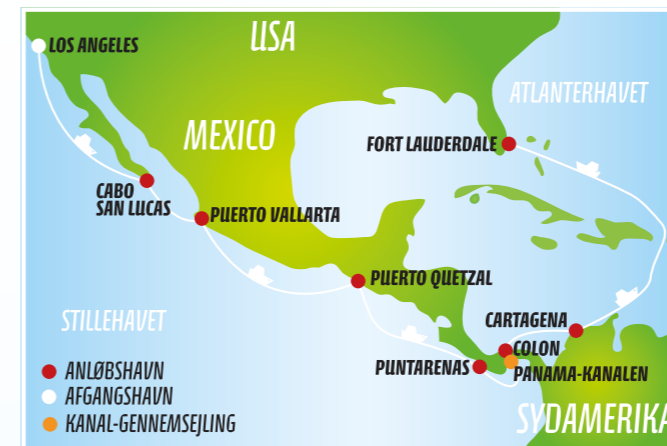 USA
LOS ANGELES
ATLANTERHAVET
MEXICO
FORT LAUDERDALE
CABO
SAN LUCAS
PUERTO VALLARTA
PUERTO QUETZAL
STILLEHAVET
CARTAGENA
COLON
PUNTARENAS
PANAMA-KANALEN
ANLØBSHAVN
AFGANGSHAVN
KANAL-GENNEMSEJLING
SYDAMERIKA